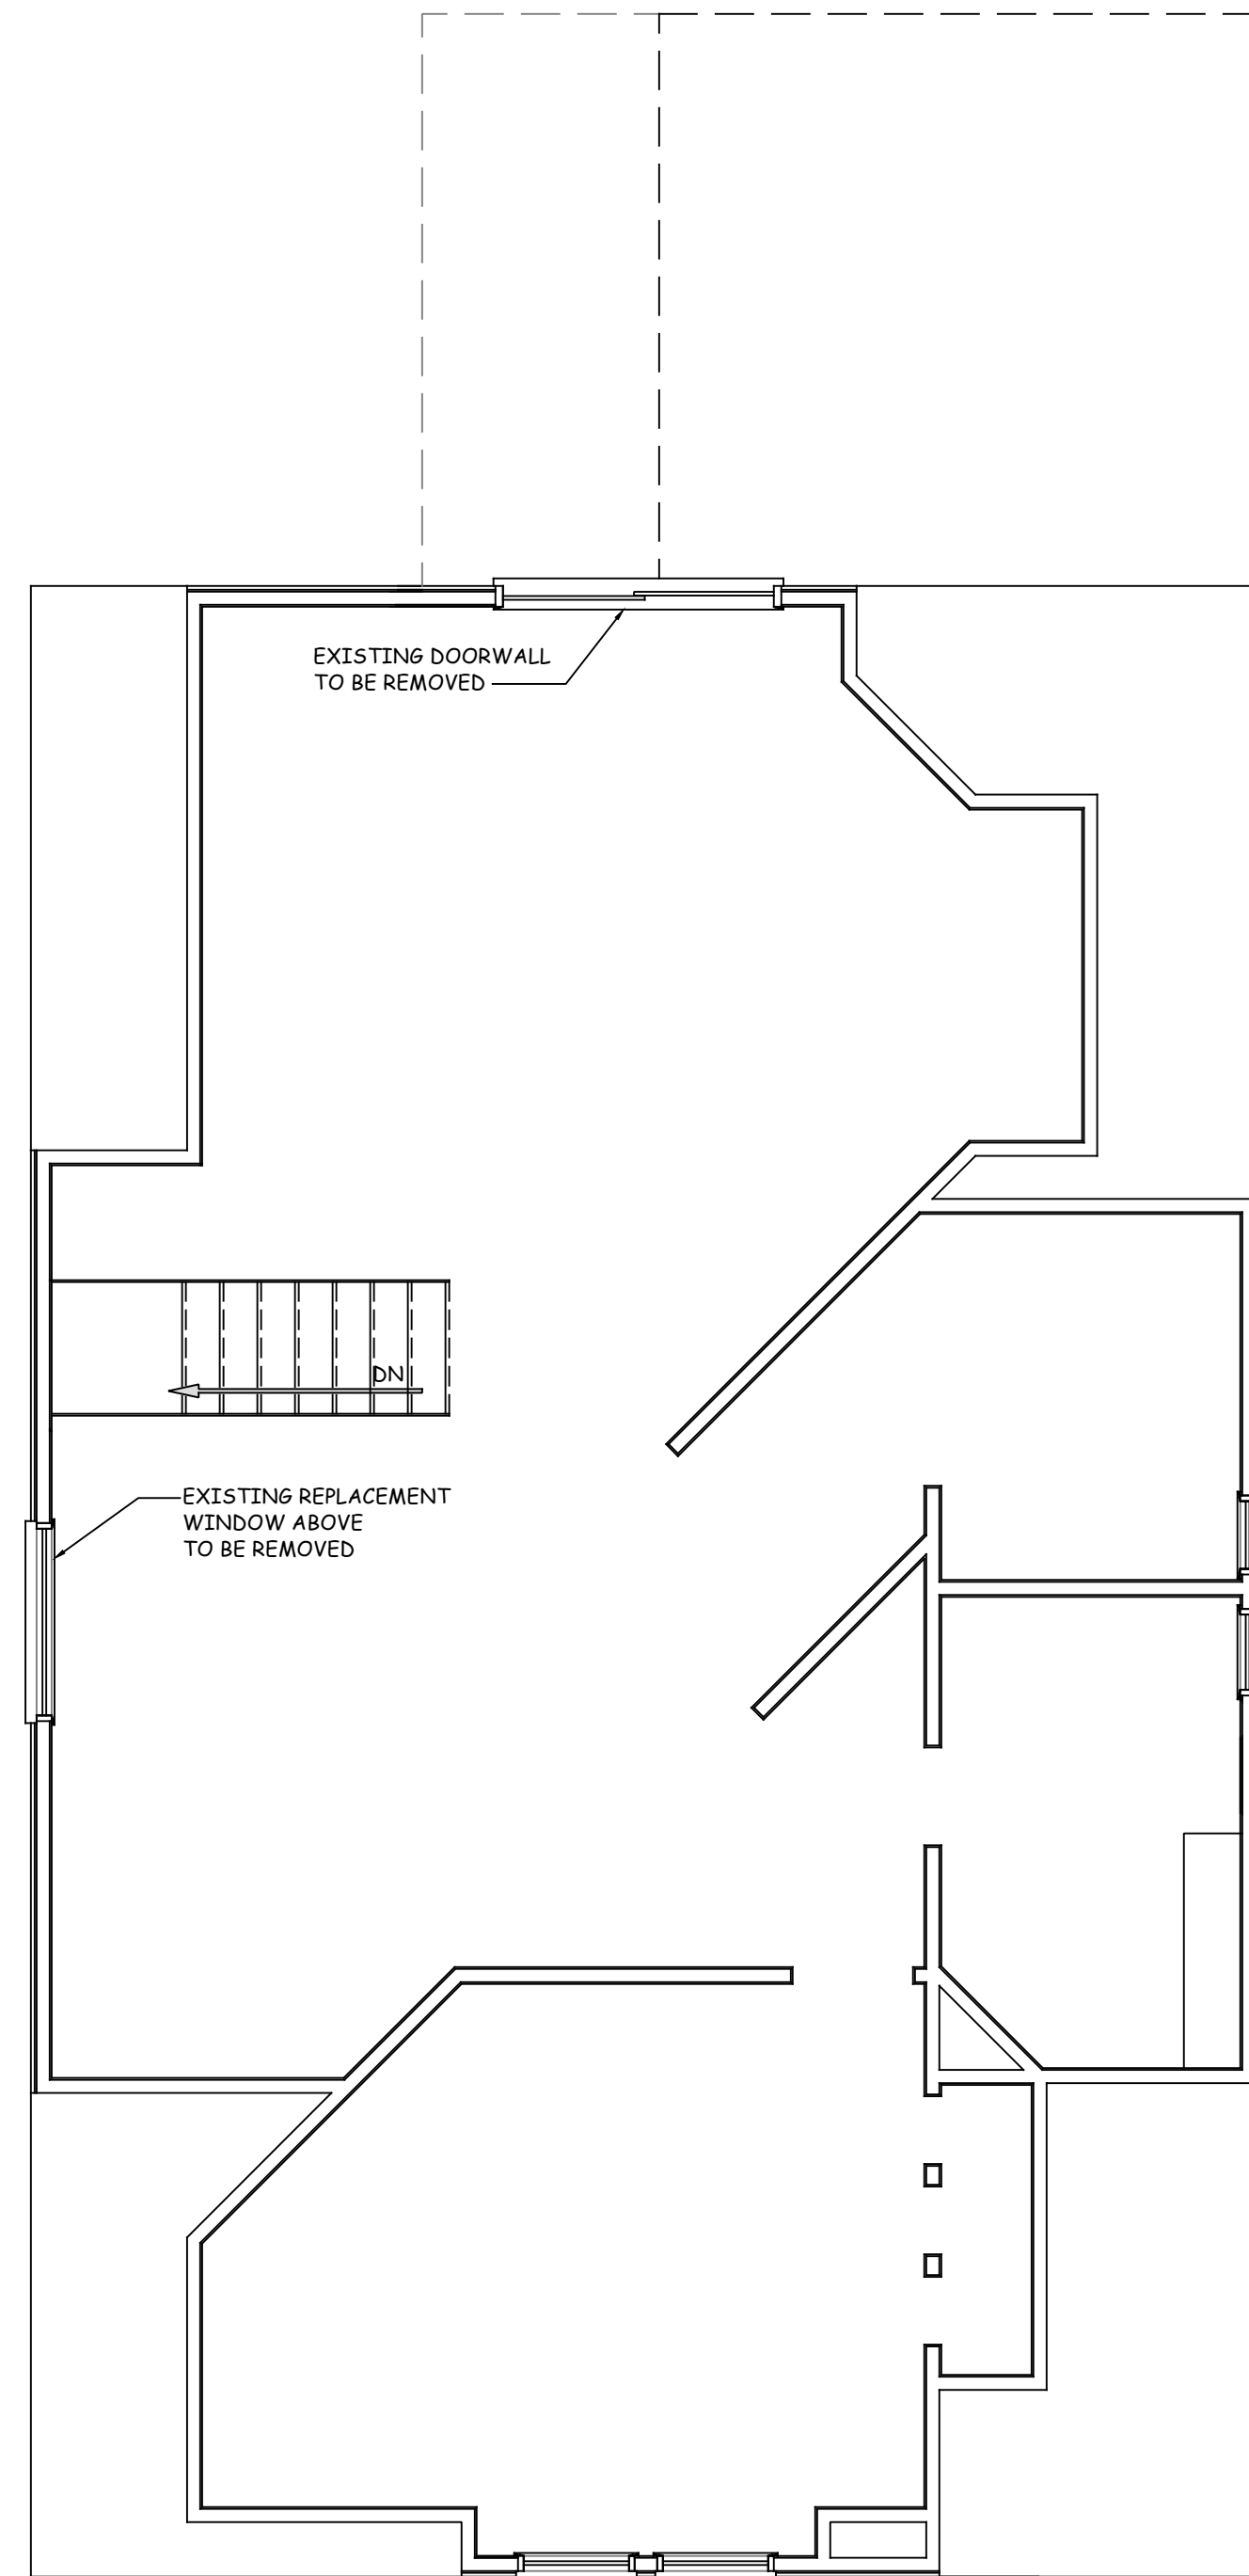 EXISTING DOORWALL
TO BE REMOVED
DN
EXISTING REPLACEMENT
WINDOW ABOVE
TO BE REMOVED